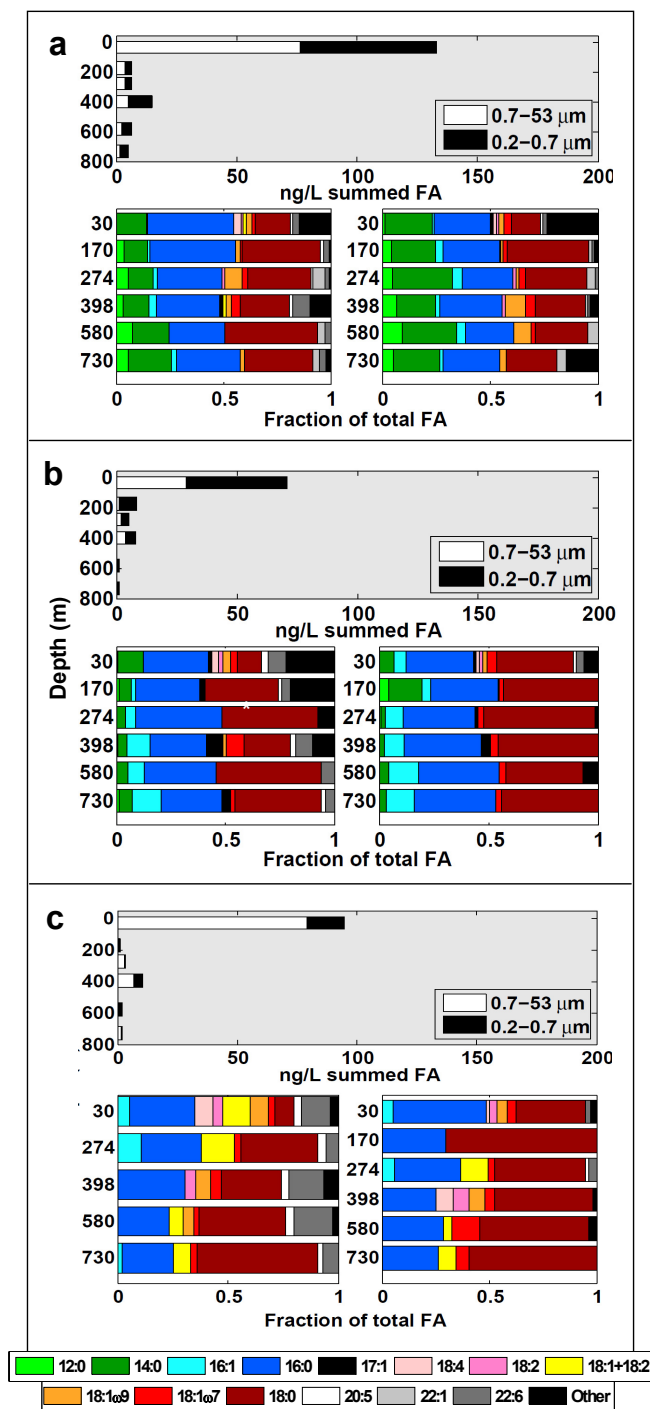 a
0
200
400
600
800
0.7−53 μm
0.2−0.7 μm
0 50 100 150 200
ng/L summed FA
30
170
274
398
580
730
30
170
274
398
580
730
0 0.5 1
0 0.5 1
Fraction of total FA
b
0
200
400
600
800
0.7−53 μm
0.2−0.7 μm
0 50 100 150 200
ng/L summed FA
Depth (m)
30
170
274
398
580
730
*
30
170
274
398
580
730
0 0.5 1
0 0.5 1
Fraction of total FA
c
0
200
400
600
800
0.7−53 μm
0.2−0.7 μm
0 50 100 150 200
ng/L summed FA
30
274
398
580
730
30
170
274
398
580
730
0 0.5 1
0 0.5 1
Fraction of total FA
12:0 14:0 16:1 16:0 17:1 18:4 18:2 18:1+18:2
18:1ω9 18:1ω7 18:0 20:5 22:1 22:6 Other